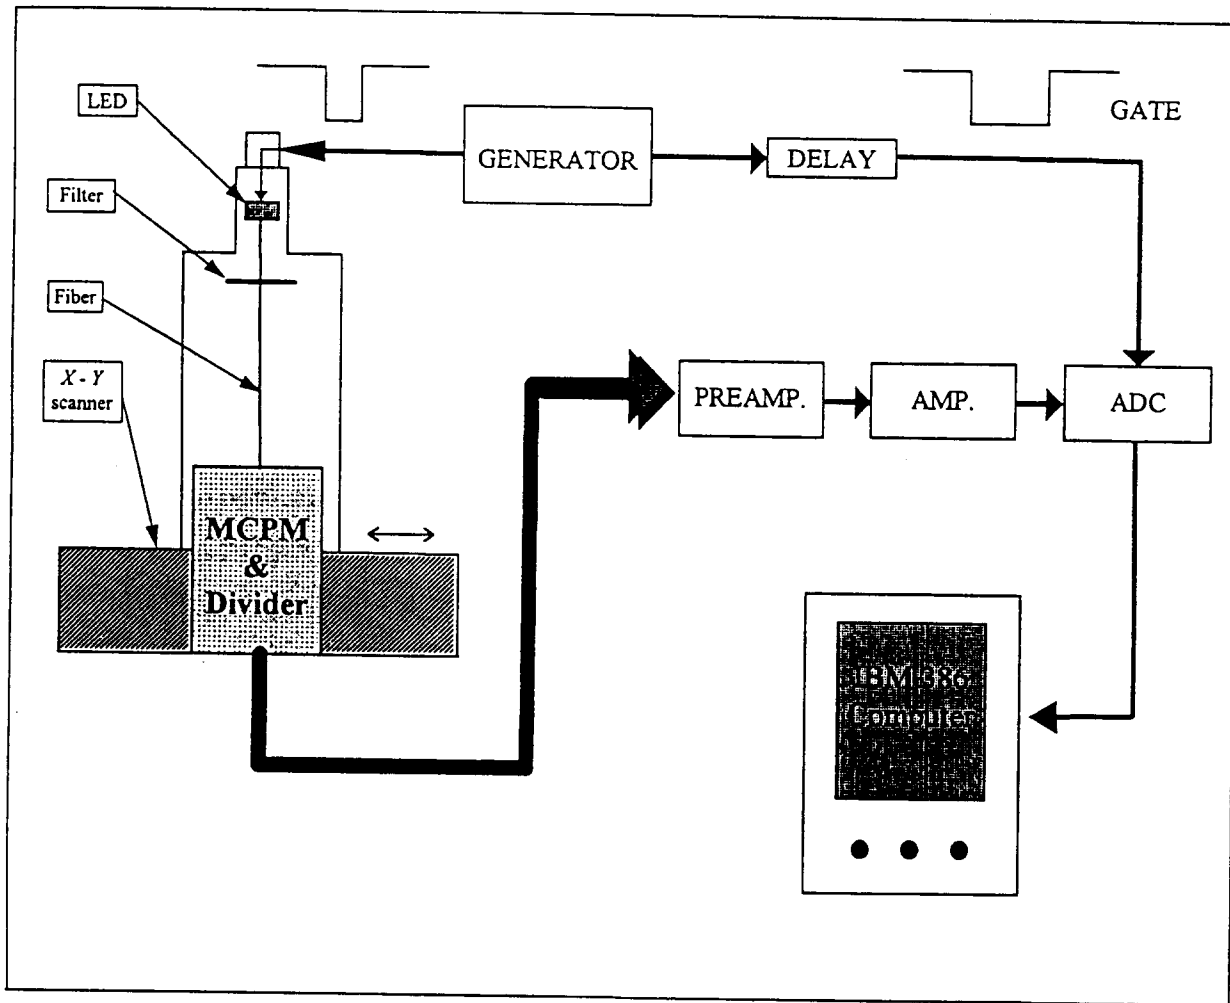 LED
GENERATOR
DELAY
GATE
Filter
Fiber
X - Y
scanner
PREAMP.
AMP.
ADC
MCPM
&
Divider
IBM 386
Computer